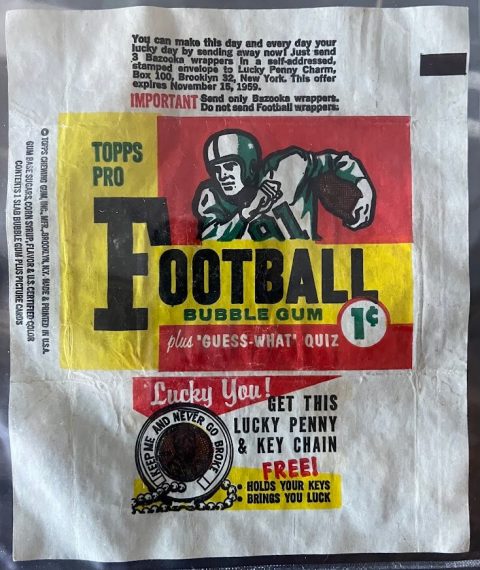 You can make this day and every day your
lucky day by sending away now! Just send
3 Bazooka wrappers in a self-addressed,
stamped envelope to Lucky Penny Charm,
Box 100, Brooklyn 32, New York. This offer
expires November 15, 1959.
IMPORTANT Send only Bazooka wrappers.
Do not send Football wrappers.
© TOPPS CHEWING GUM, INC., MFR., BROOKLYN, N.Y. MADE & PRINTED IN U.S.A.
GUM BASE, SUGARS, CORN SYRUP, FLAVOR & U.S. CERTIFIED COLOR
CONTENTS 1 SLAB BUBBLE GUM PLUS PICTURE CARDS
TOPPS
PRO
FOOTBALL
BUBBLE GUM
1¢
plus "GUESS-WHAT" QUIZ
Lucky You!
GET THIS
LUCKY PENNY
& KEY CHAIN
FREE!
• HOLDS YOUR KEYS
• BRINGS YOU LUCK
KEEP ME AND NEVER GO BROKE